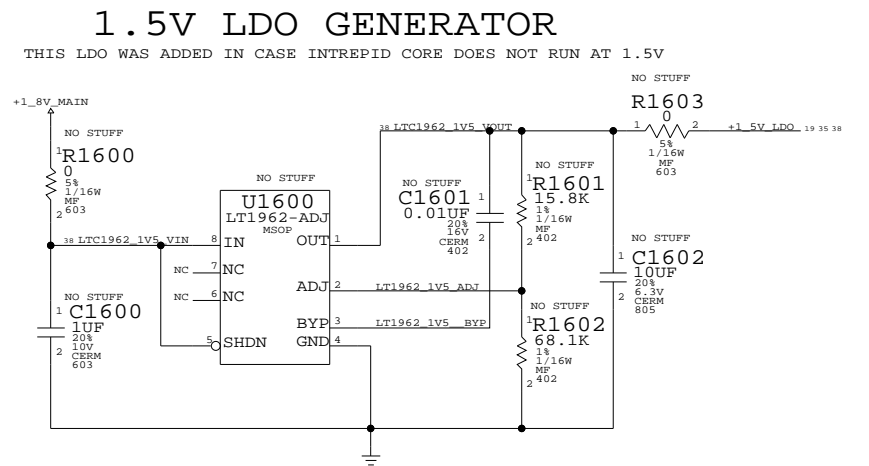 1.5V LDO GENERATOR
THIS LDO WAS ADDED IN CASE INTREPID CORE DOES NOT RUN AT 1.5V
+1_8V_MAIN
NO STUFF
1
R1600
0
5%
1/16W
MF
603
2
38 LTC1962_1V5_VIN
NO STUFF
1
C1600
1UF
20%
10V
CERM
603
2
NO STUFF
U1600
LT1962-ADJ
MSOP
8
IN
OUT
1
NC
7
NC
NC
6
NC
ADJ
2
LT1962_1V5_ADJ
BYP
3
LT1962_1V5__BYP
5
SHDN
GND
4
38 LTC1962_1V5_VOUT
NO STUFF
C1601
1
0.01UF
20%
16V
CERM
402
2
NO STUFF
1
R1601
15.8K
1%
1/16W
MF
402
2
NO STUFF
1
R1602
68.1K
1%
1/16W
MF
402
2
NO STUFF
R1603
0
1
2
5%
1/16W
MF
603
+1_5V_LDO 19 35 38
NO STUFF
1
C1602
10UF
20%
6.3V
CERM
805
2